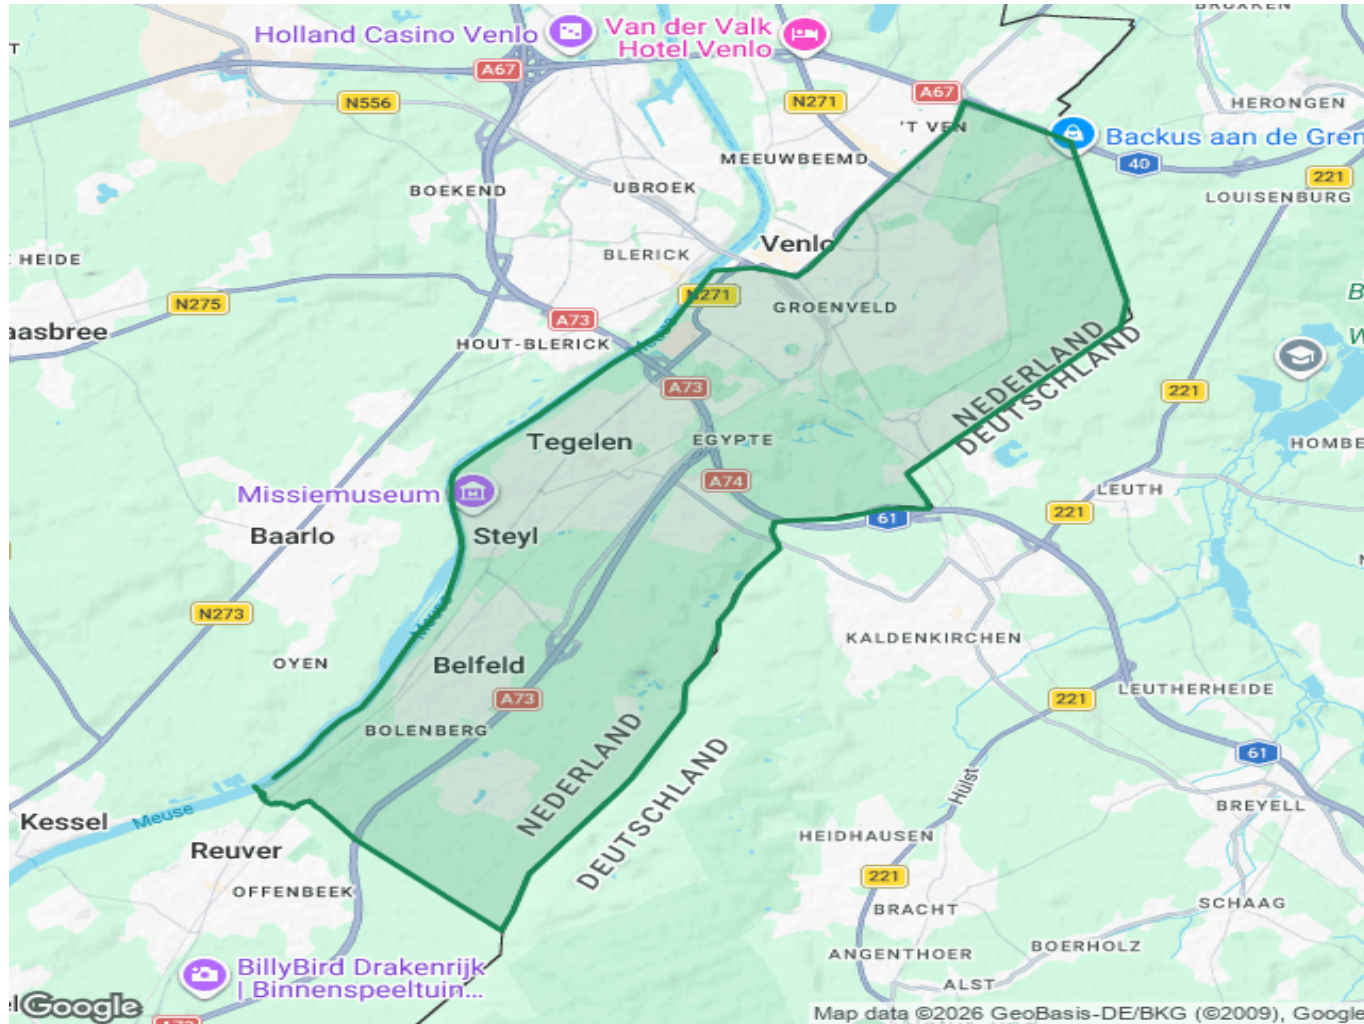 BRUXKEN
Holland Casino Venlo
Van der Valk
Hotel Venlo
A67
N556
N271
A67
HERONGEN
'T VEN
Backus aan de Gren
MEEUWBEEMD
40
221
BOEKEND
UBROEK
LOUISENBURG
Venlo
HEIDE
BLERICK
N275
N271
GROENVELD
aasbree
A73
HOUT-BLERICK
NEDERLAND
DEUTSCHLAND
A73
221
Tegelen
EGYPTE
HOMBE
A74
Missiemuseum
LEUTH
221
61
Baarlo
Steyl
N273
Meuse
KALDENKIRCHEN
OYEN
Belfeld
A73
LEUTHERHEIDE
221
BOLENBERG
NEDERLAND
DEUTSCHLAND
61
Hülst
Kessel
Meuse
BREYELL
HEIDHAUSEN
Reuver
OFFENBEEK
221
BRACHT
SCHAAG
BOERHOLZ
ANGENTHOER
BillyBird Drakenrijk
| Binnenspeeltuin...
ALST
Google
Map data ©2026 GeoBasis-DE/BKG (©2009), Google